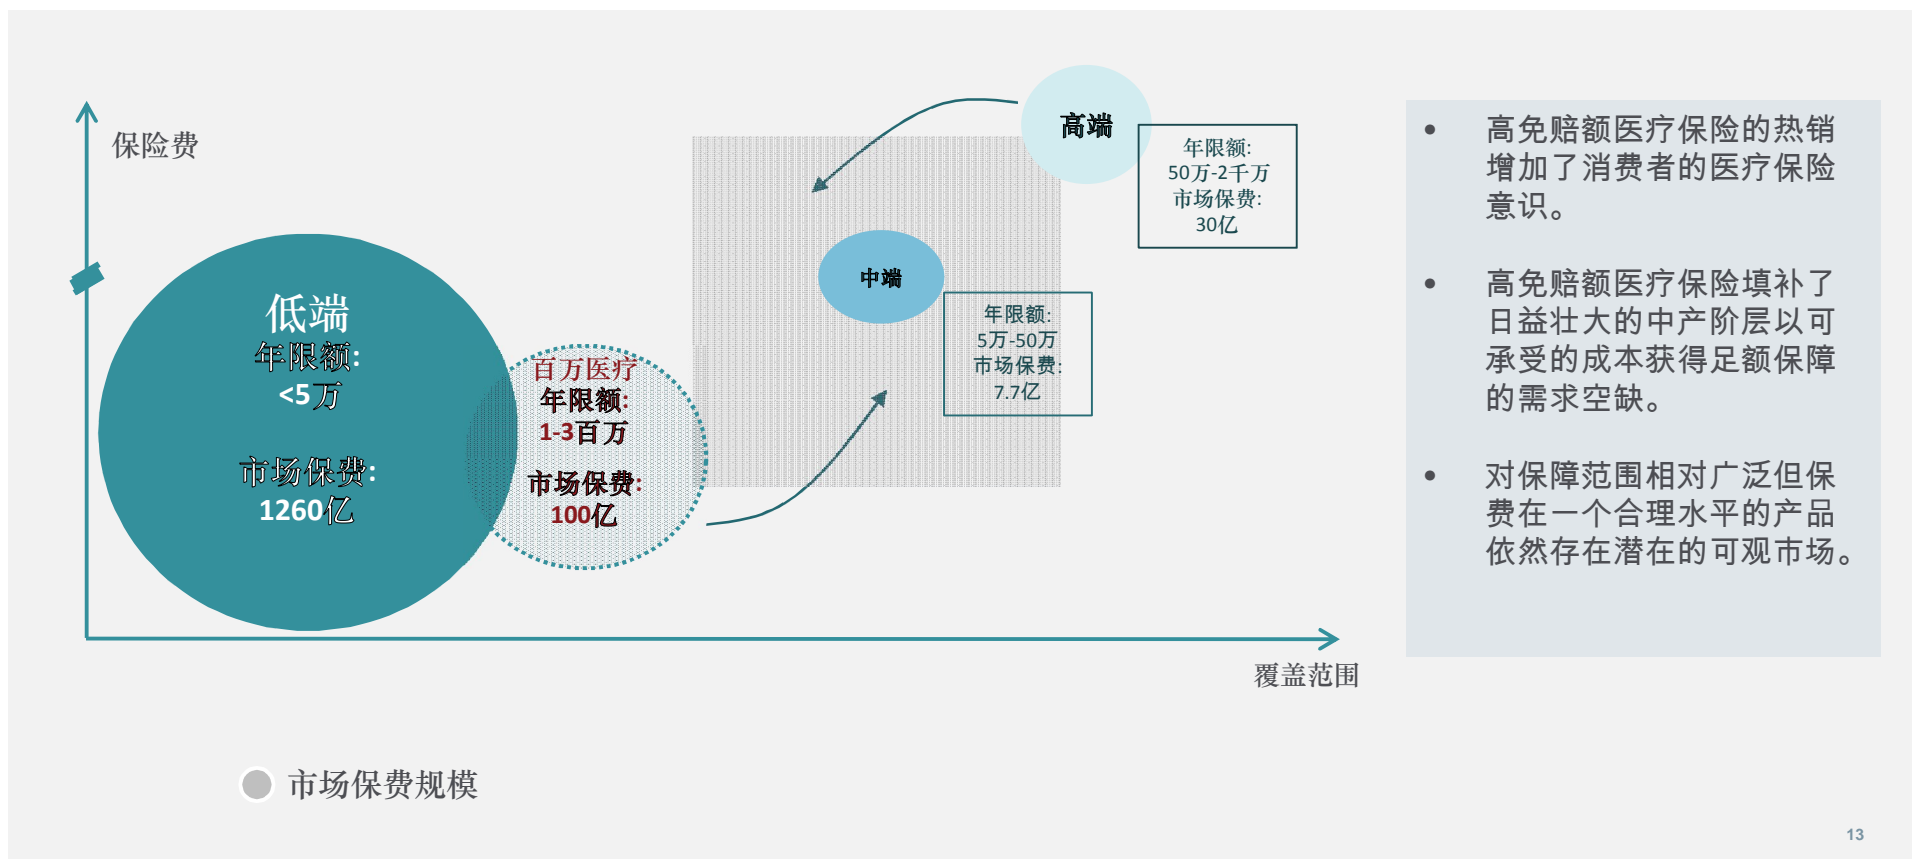 保险费
低端
年限额:
<5万
市场保费:
1260亿
百万医疗
年限额:
1-3百万
市场保费:
100亿
中端
年限额:
5万-50万
市场保费:
7.7亿
高端
年限额:
50万-2千万
市场保费:
30亿
覆盖范围
市场保费规模
• 高免赔额医疗保险的热销
增加了消费者的医疗保险
意识。
• 高免赔额医疗保险填补了
日益壮大的中产阶层以可
承受的成本获得足额保障
的需求空缺。
• 对保障范围相对广泛但保
费在一个合理水平的产品
依然存在潜在的可观市场。
13